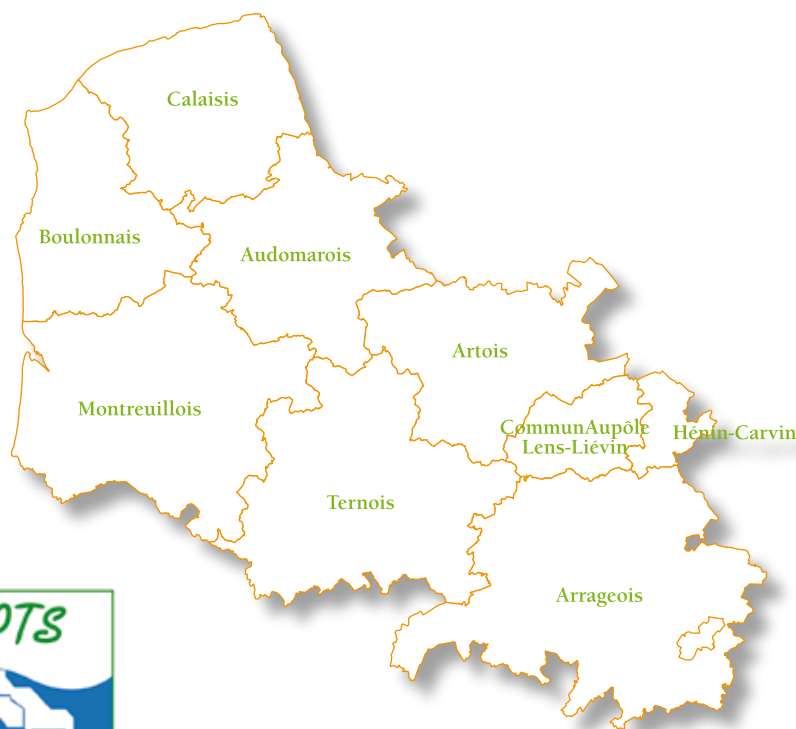 Calaisis
Boulonnais
Audomarois
Artois
Montreuillois
CommunAupôle
Lens-Liévin
Hénin-Carvin
Ternois
Arrageois